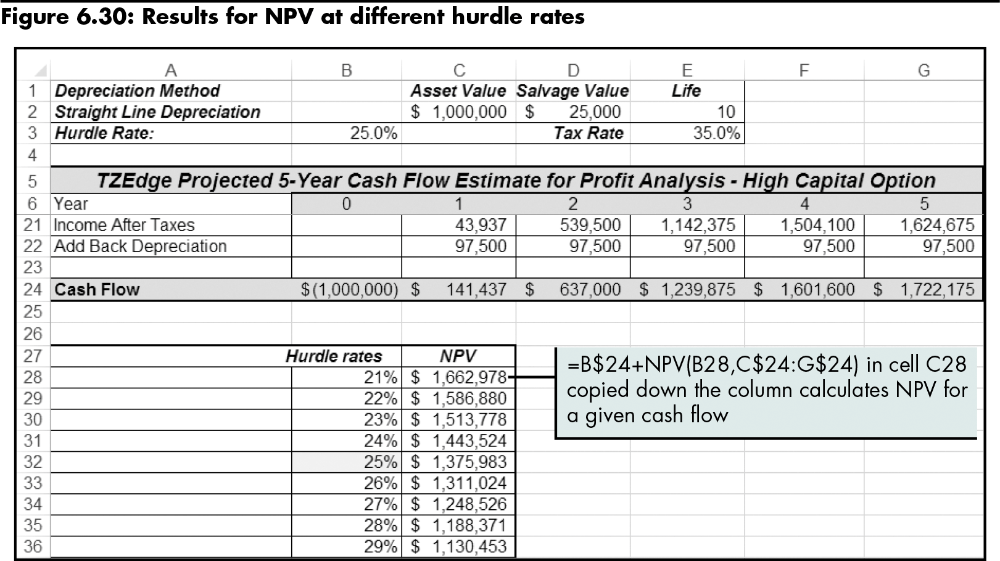 Figure 6.30: Results for NPV at different hurdle rates
A B C D E F G
1 Depreciation Method Asset Value Salvage Value Life
2 Straight Line Depreciation $ 1,000,000 $ 25,000 10
3 Hurdle Rate: 25.0% Tax Rate 35.0%
4
5 TZEdge Projected 5-Year Cash Flow Estimate for Profit Analysis - High Capital Option
6 Year 0 1 2 3 4 5
21 Income After Taxes 43,937 539,500 1,142,375 1,504,100 1,624,675
22 Add Back Depreciation 97,500 97,500 97,500 97,500 97,500
23
24 Cash Flow $(1,000,000) $ 141,437 $ 637,000 $ 1,239,875 $ 1,601,600 $ 1,722,175
25
26
27 Hurdle rates NPV
28 21% $ 1,662,978
29 22% $ 1,586,880
30 23% $ 1,513,778
31 24% $ 1,443,524
32 25% $ 1,375,983
33 26% $ 1,311,024
34 27% $ 1,248,526
35 28% $ 1,188,371
36 29% $ 1,130,453
=B$24+NPV(B28,C$24:G$24) in cell C28
copied down the column calculates NPV for
a given cash flow